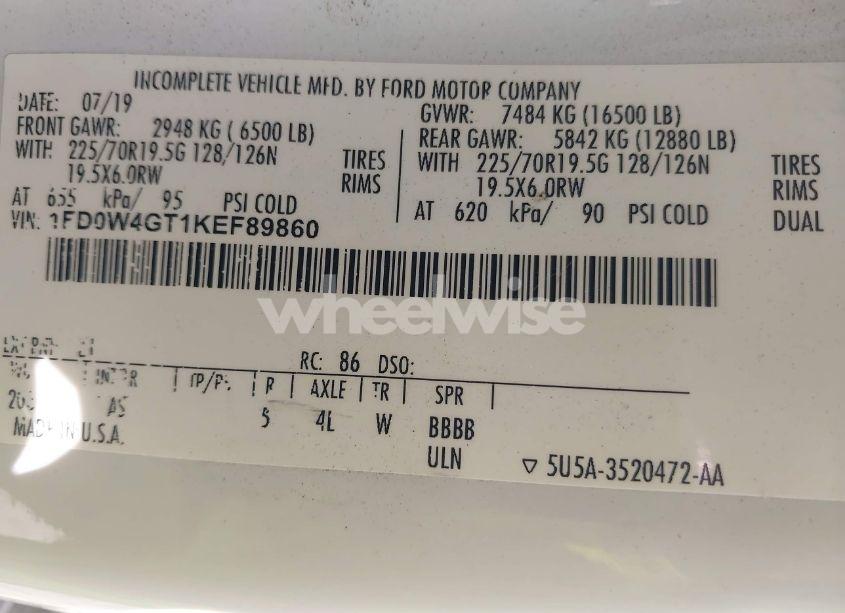 INCOMPLETE VEHICLE MFD. BY FORD MOTOR COMPANY
DATE: 07/19
GVWR: 7484 KG (16500 LB)
FRONT GAWR: 2948 KG ( 6500 LB)
REAR GAWR: 5842 KG (12880 LB)
WITH 225/70R19.5G 128/126N TIRES
WITH 225/70R19.5G 128/126N TIRES
19.5X6.0RW RIMS
19.5X6.0RW RIMS
AT 655 kPa/ 95 PSI COLD
AT 620 kPa/ 90 PSI COLD DUAL
VIN: 1FD0W4GT1KEF89860
wheelwise
RC: 86 DSO:
R AXLE TR SPR
AS 5 4L W BBBB
MADE IN U.S.A.
ULN
▽ 5U5A-3520472-AA